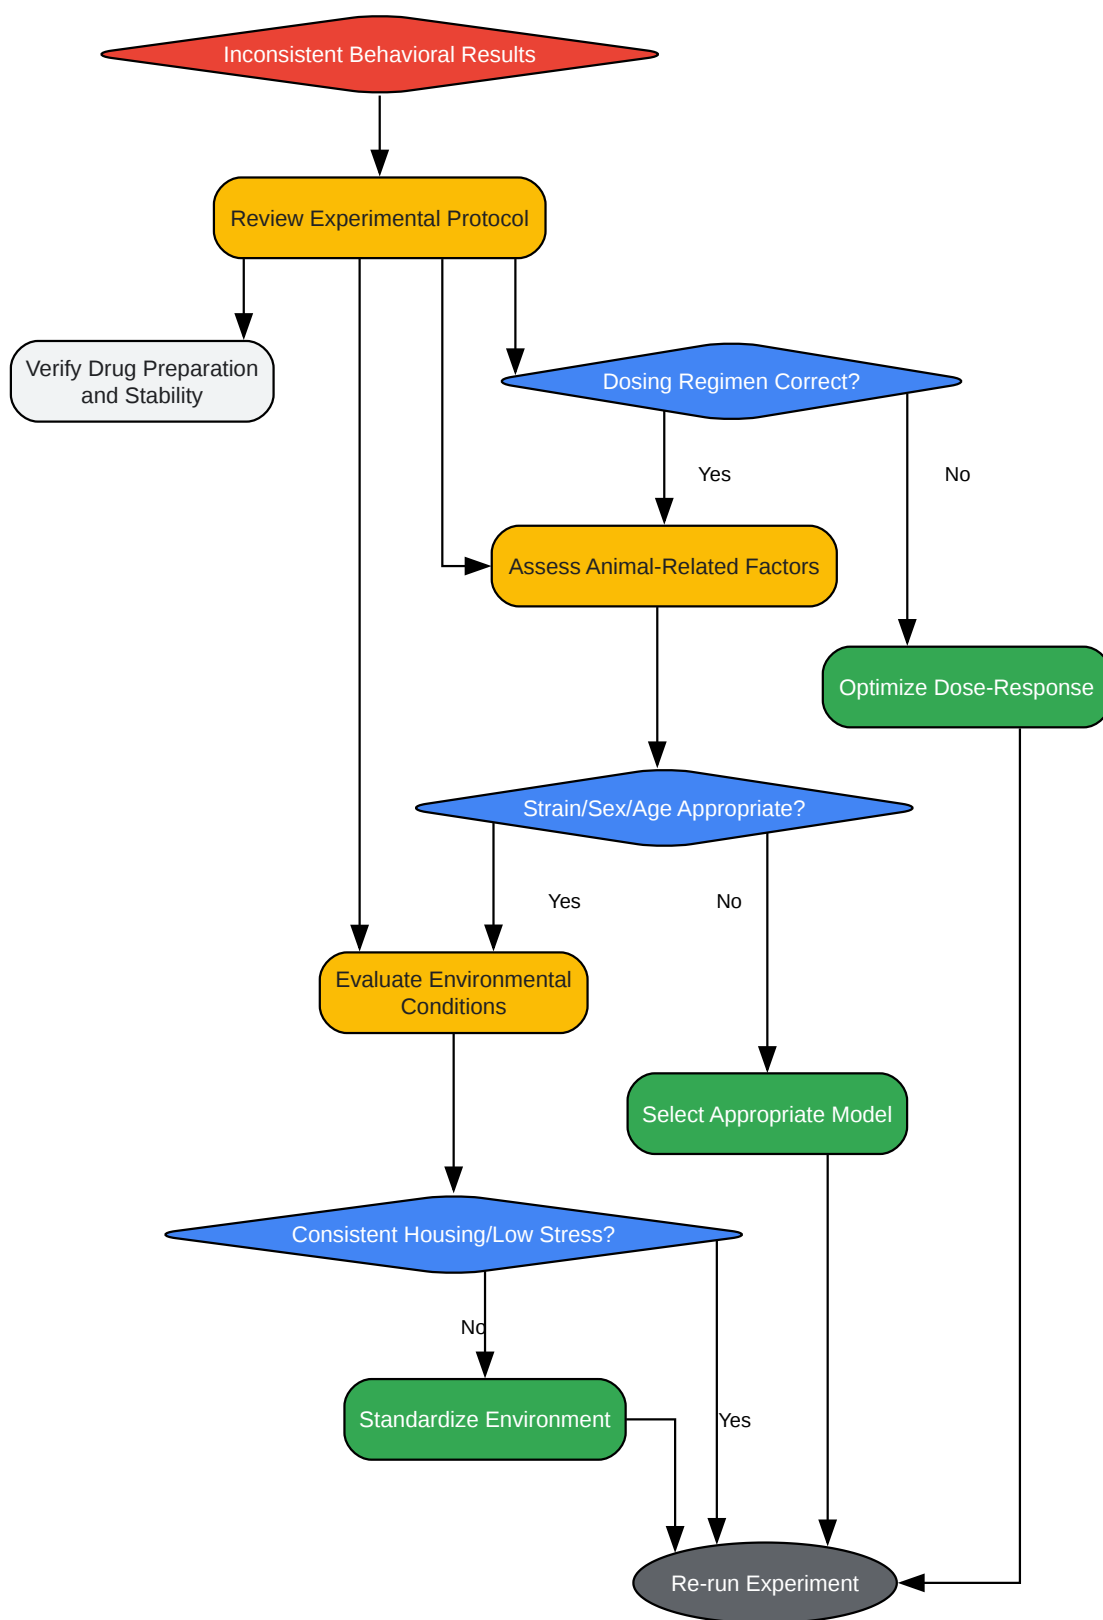 Inconsistent Behavioral Results
Review Experimental Protocol
Verify Drug Preparation
and Stability
Dosing Regimen Correct?
Yes
No
Assess Animal-Related Factors
Optimize Dose-Response
Strain/Sex/Age Appropriate?
Yes
No
Evaluate Environmental
Conditions
Select Appropriate Model
Consistent Housing/Low Stress?
No
Standardize Environment
Yes
Re-run Experiment